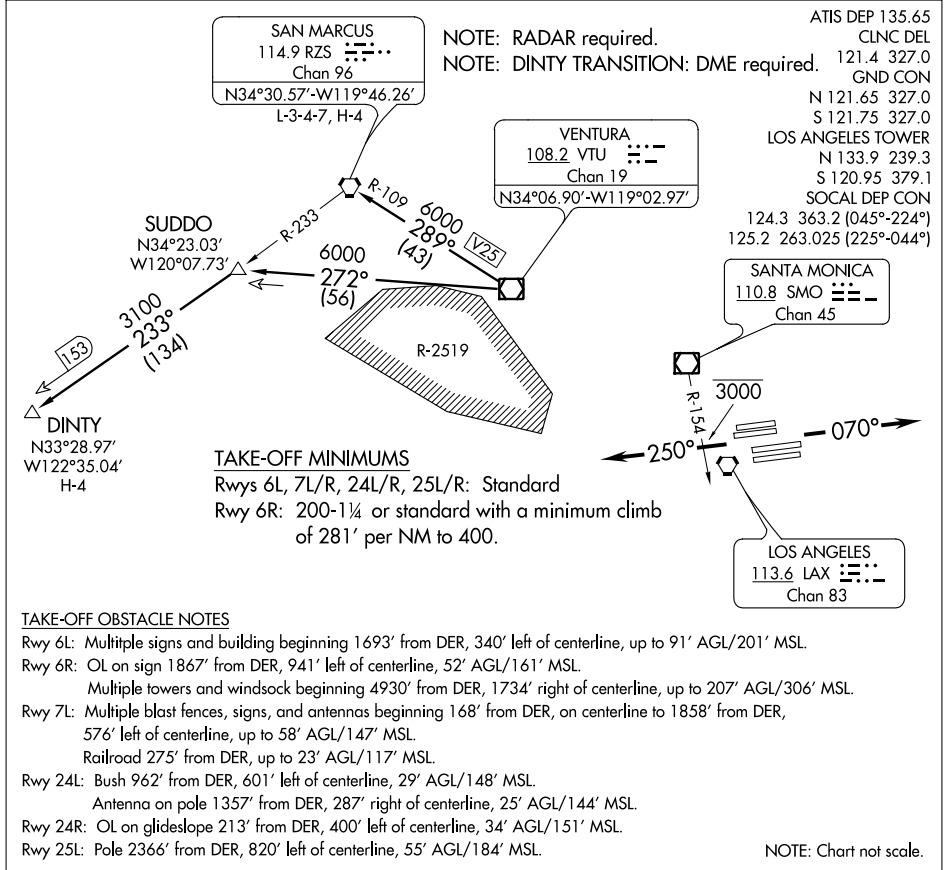 SAN MARCUS
114.9 RZS
Chan 96
N34°30.57'-W119°46.26'
L-3-4-7, H-4
NOTE: RADAR required.
NOTE: DINTY TRANSITION: DME required.
ATIS DEP 135.65
CLNC DEL
121.4 327.0
GND CON
N 121.65 327.0
S 121.75 327.0
LOS ANGELES TOWER
N 133.9 239.3
S 120.95 379.1
SOCAL DEP CON
124.3 363.2 (045°-224°)
125.2 263.025 (225°-044°)
VENTURA
108.2 VTU
Chan 19
N34°06.90'-W119°02.97'
R-109
6000
289°
(43)
V25
R-233
SUDDO
N34°23.03'
W120°07.73'
6000
272°
(56)
3100
233°
(134)
153
DINTY
N33°28.97'
W122°35.04'
H-4
R-2519
SANTA MONICA
110.8 SMO
Chan 45
R-154
3000
250°
070°
LOS ANGELES
113.6 LAX
Chan 83
TAKE-OFF MINIMUMS
Rwys 6L, 7L/R, 24L/R, 25L/R: Standard
Rwy 6R: 200-1¼ or standard with a minimum climb
of 281' per NM to 400.
TAKE-OFF OBSTACLE NOTES
Rwy 6L: Multitple signs and building beginning 1693' from DER, 340' left of centerline, up to 91' AGL/201' MSL.
Rwy 6R: OL on sign 1867' from DER, 941' left of centerline, 52' AGL/161' MSL.
Multiple towers and windsock beginning 4930' from DER, 1734' right of centerline, up to 207' AGL/306' MSL.
Rwy 7L: Multiple blast fences, signs, and antennas beginning 168' from DER, on centerline to 1858' from DER,
576' left of centerline, up to 58' AGL/147' MSL.
Railroad 275' from DER, up to 23' AGL/117' MSL.
Rwy 24L: Bush 962' from DER, 601' left of centerline, 29' AGL/148' MSL.
Antenna on pole 1357' from DER, 287' right of centerline, 25' AGL/144' MSL.
Rwy 24R: OL on glideslope 213' from DER, 400' left of centerline, 34' AGL/151' MSL.
Rwy 25L: Pole 2366' from DER, 820' left of centerline, 55' AGL/184' MSL.
NOTE: Chart not scale.